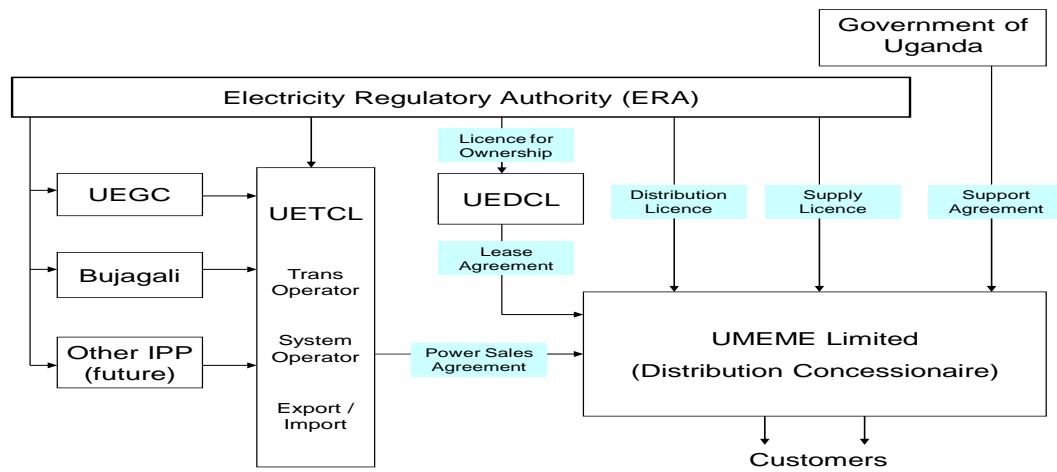 Government of
Uganda
Electricity Regulatory Authority (ERA)
Licence for
Ownership
UEGC
UETCL
UEDCL
Distribution
Licence
Supply
Licence
Support
Agreement
Lease
Agreement
Bujagali
Trans
Operator
Other IPP
(future)
System
Operator
Power Sales
Agreement
UMEME Limited
(Distribution Concessionaire)
Export /
Import
Customers